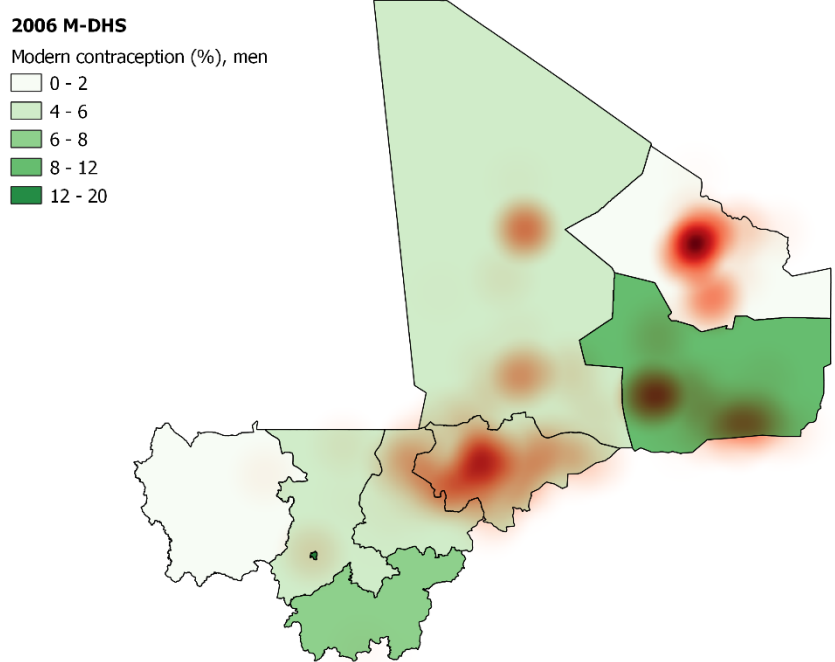 2006 M-DHS
Modern contraception (%), men
0 - 2
4 - 6
6 - 8
8 - 12
12 - 20